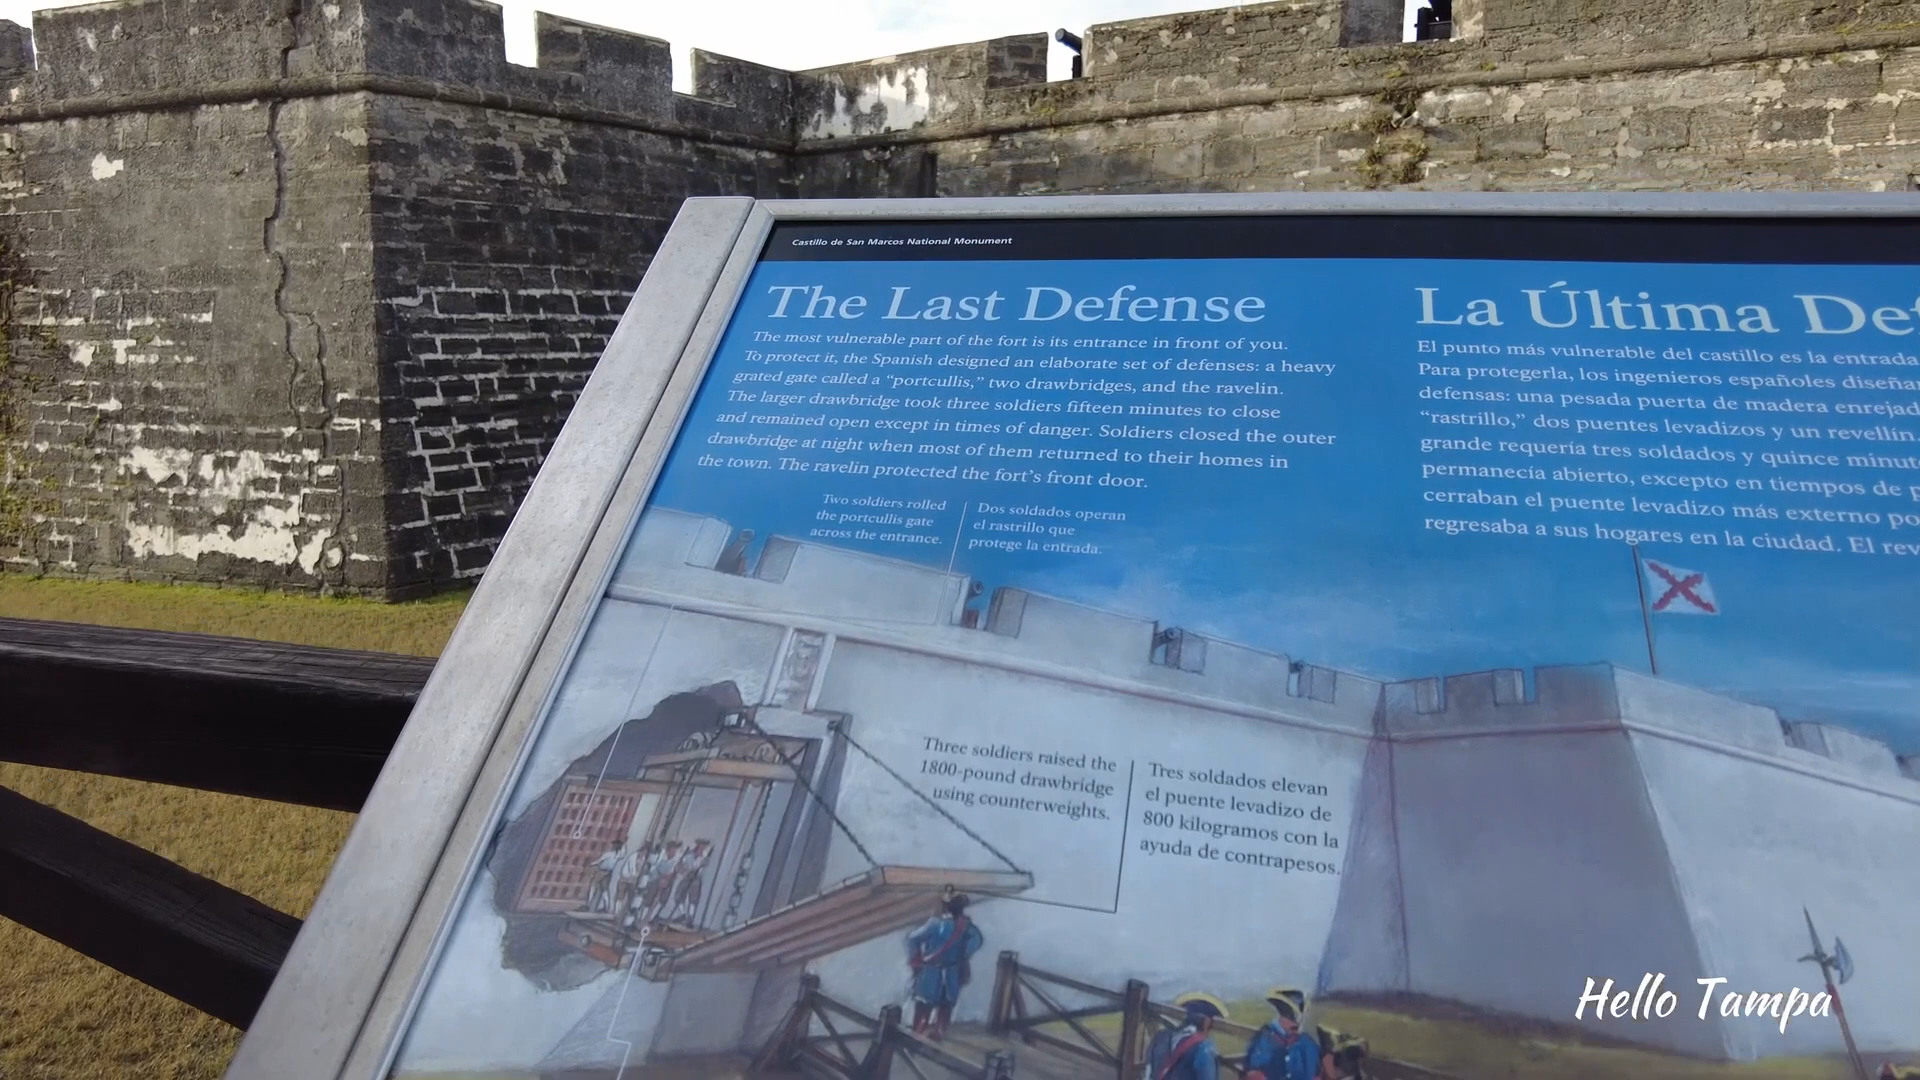 Castillo de San Marcos National Monument
The Last Defense
The most vulnerable part of the fort is its entrance in front of you.
To protect it, the Spanish designed an elaborate set of defenses: a heavy
grated gate called a “portcullis,” two drawbridges, and the ravelin.
The larger drawbridge took three soldiers fifteen minutes to close
and remained open except in times of danger. Soldiers closed the outer
drawbridge at night when most of them returned to their homes in
the town. The ravelin protected the fort’s front door.
La Última
El punto más vulnerable del castillo es la entrada
Para protegerla, los ingenieros españoles
defensas: una pesada puerta de madera
“rastrillo,” dos puentes levadizos y un revellín.
grande requería tres soldados y quince
permanecía abierto, excepto en tiempos de
cerraban el puente levadizo más externo
regresaba a sus hogares en la ciudad. El
Two soldiers rolled
the portcullis gate
across the entrance.
Dos soldados operan
el rastrillo que
protege la entrada.
Three soldiers raised the
1800-pound drawbridge
using counterweights.
Tres soldados elevan
el puente levadizo de
800 kilogramos con la
ayuda de contrapesos.
Hello Tampa